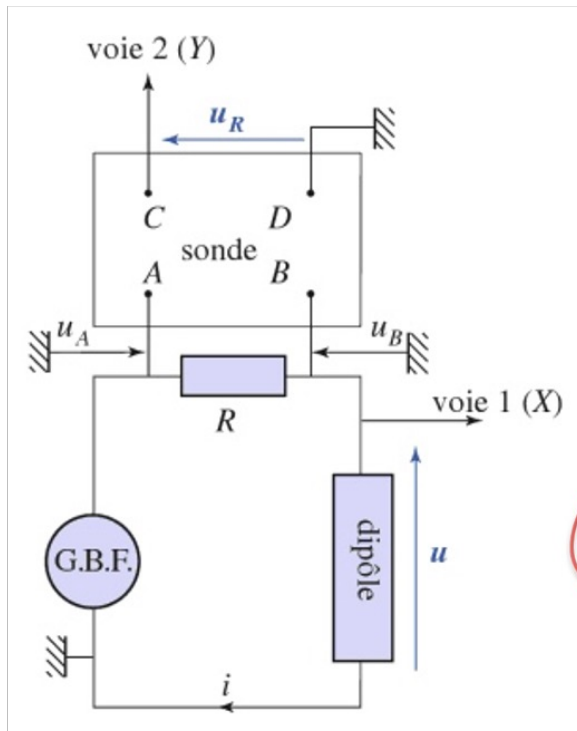 voie 2 (Y)
u_R
C
D
sonde
A
B
u_A
u_B
R
voie 1 (X)
G.B.F.
dipôle
u
i